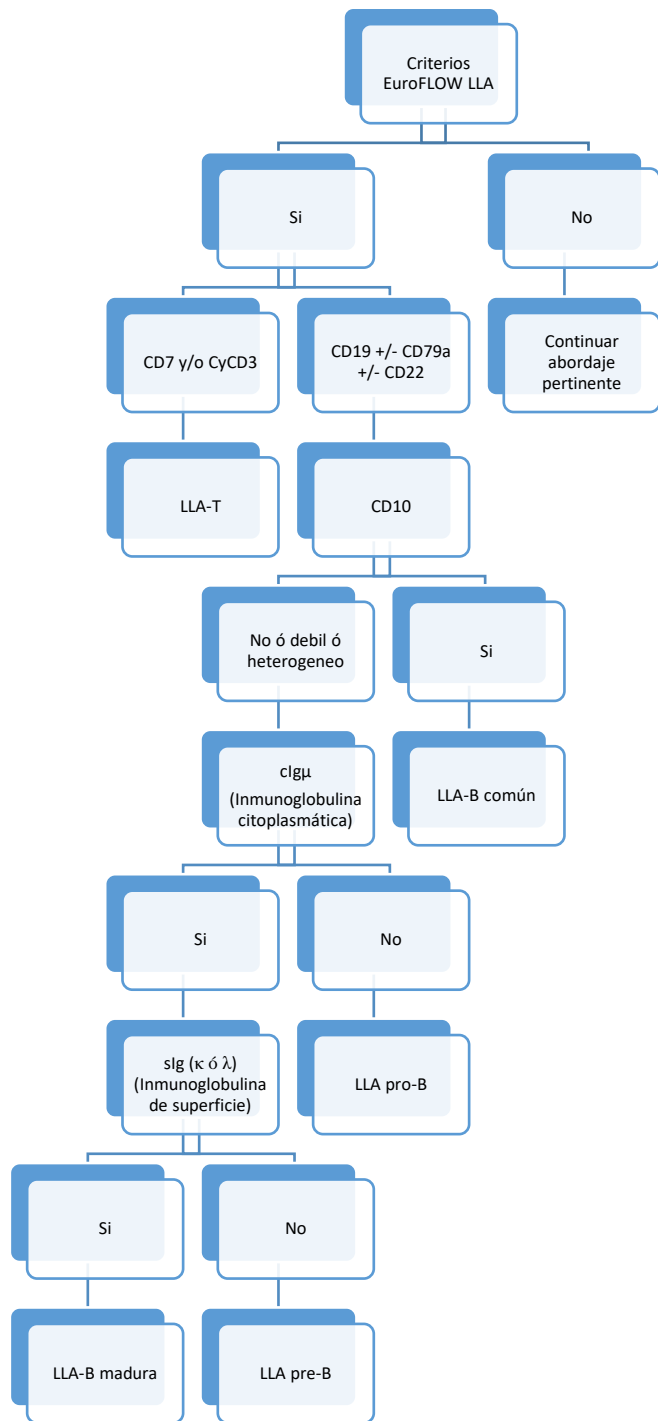 Criterios
EuroFLOW LLA
Si
No
CD7 y/o CyCD3
CD19 +/- CD79a
+/- CD22
Continuar
abordaje
pertinente
LLA-T
CD10
No ó debil ó
heterogeneo
Si
cIgμ
(Inmunoglobulina
citoplasmática)
LLA-B común
Si
No
sIg (κ ó λ)
(Inmunoglobulina
de superficie)
LLA pro-B
Si
No
LLA-B madura
LLA pre-B